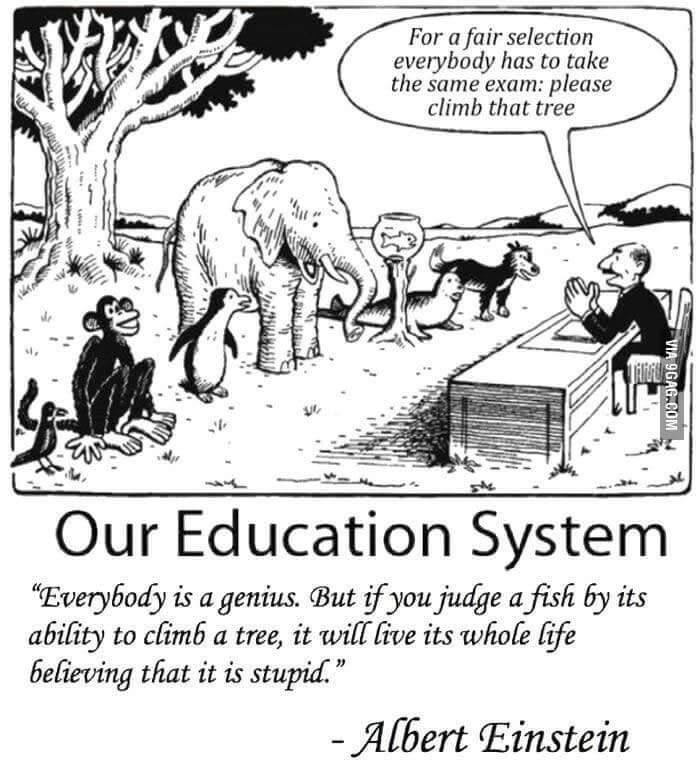 For a fair selection
everybody has to take
the same exam: please
climb that tree
VIA 9GAG.COM
Our Education System
“Everybody is a genius. But if you judge a fish by its
ability to climb a tree, it will live its whole life
believing that it is stupid.”
- Albert Einstein